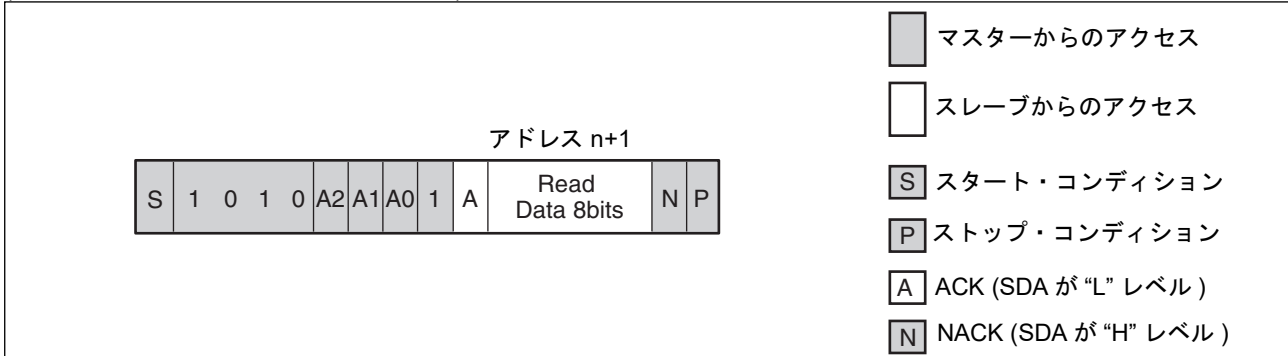 アドレス n+1
S 1 0 1 0 A2 A1 A0 1 A Read Data 8bits N P
マスターからのアクセス
スレーブからのアクセス
S スタート・コンディション
P ストップ・コンディション
A ACK (SDA が “L” レベル )
N NACK (SDA が “H” レベル )